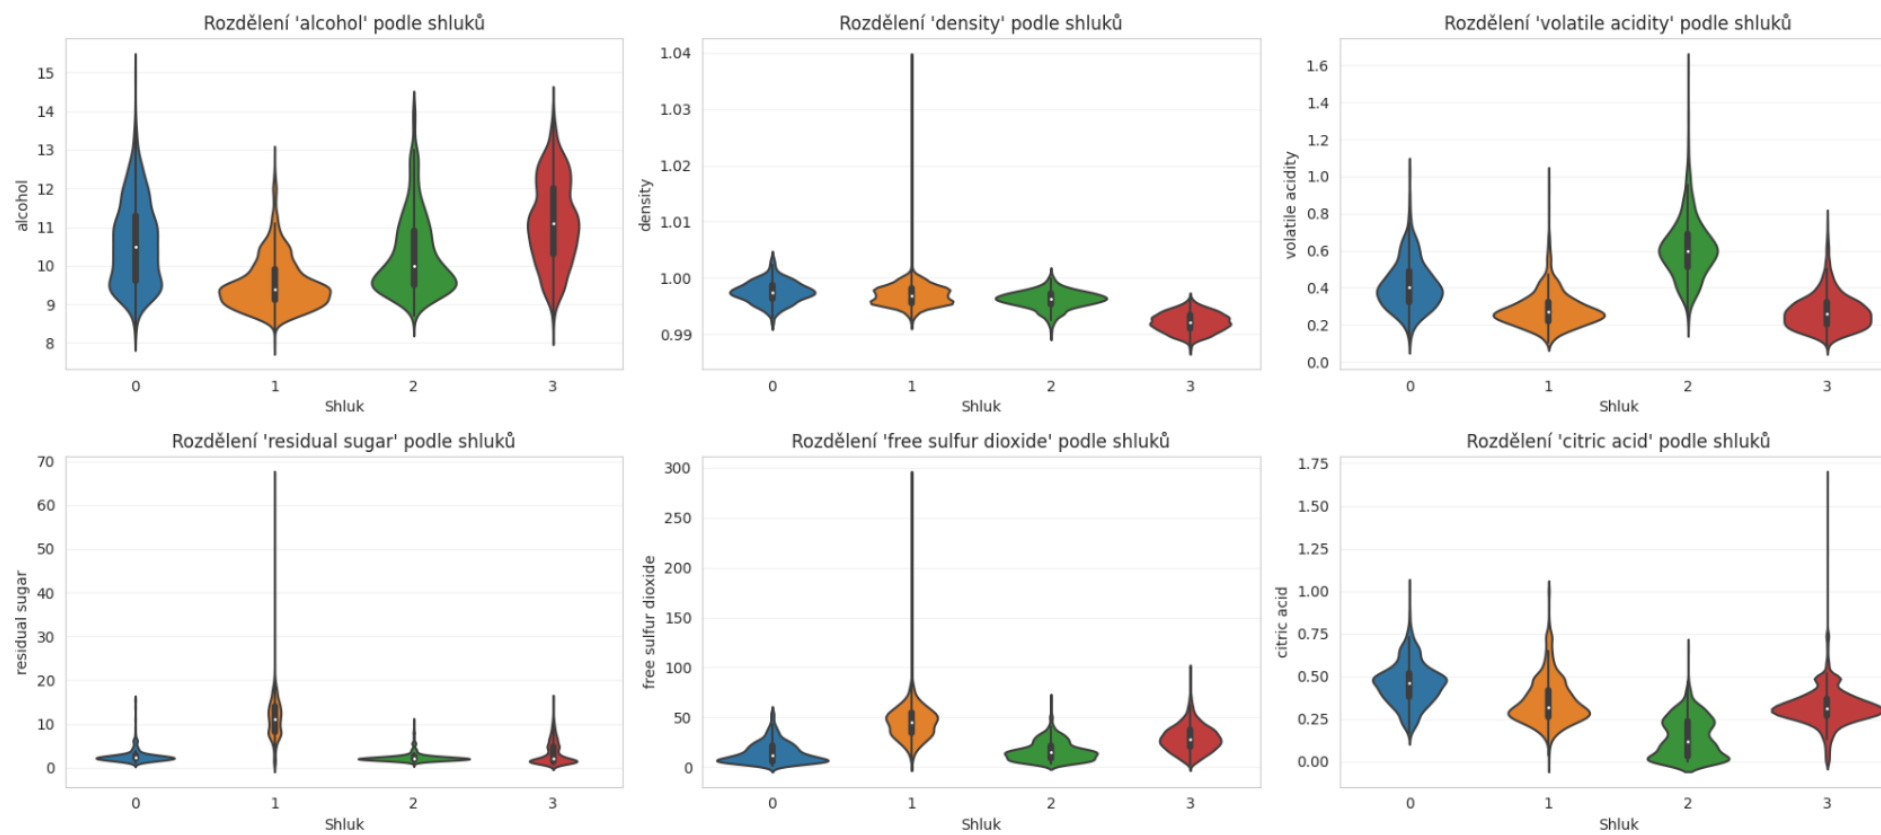 Rozdělení 'alcohol' podle shluků
alcohol
15
14
13
12
11
10
9
8
0 1 2 3
Shluk
Rozdělení 'density' podle shluků
density
1.04
1.03
1.02
1.01
1.00
0.99
0 1 2 3
Shluk
Rozdělení 'volatile acidity' podle shluků
volatile acidity
1.6
1.4
1.2
1.0
0.8
0.6
0.4
0.2
0.0
0 1 2 3
Shluk
Rozdělení 'residual sugar' podle shluků
residual sugar
70
60
50
40
30
20
10
0
0 1 2 3
Shluk
Rozdělení 'free sulfur dioxide' podle shluků
free sulfur dioxide
300
250
200
150
100
50
0
0 1 2 3
Shluk
Rozdělení 'citric acid' podle shluků
citric acid
1.75
1.50
1.25
1.00
0.75
0.50
0.25
0.00
0 1 2 3
Shluk